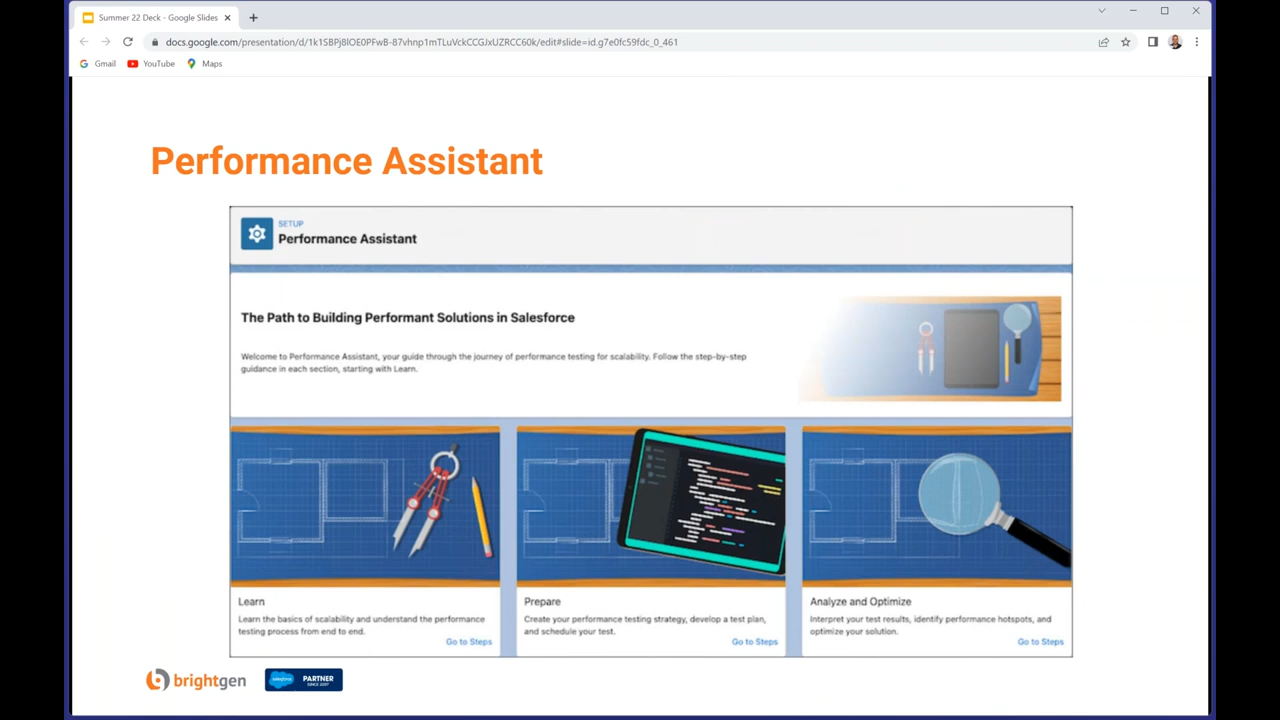 Summer 22 Deck - Google Slides
docs.google.com/presentation/d/1k1SBPj8lOE0PFwB-87vhnp1mTLuVckCCGJxUZRCC60k/edit#slide=id.g7e0fc59fdc_0_461
Gmail YouTube Maps
Performance Assistant
SETUP
Performance Assistant
The Path to Building Performant Solutions in Salesforce
Welcome to Performance Assistant, your guide through the journey of performance testing for scalability. Follow the step-by-step
guidance in each section, starting with Learn.
Learn
Learn the basics of scalability and understand the performance
testing process from end to end.
Go to Steps
Prepare
Create your performance testing strategy, develop a test plan,
and schedule your test.
Go to Steps
Analyze and Optimize
Interpret your test results, identify performance hotspots, and
optimize your solution.
Go to Steps
brightgen
salesforce
PARTNER
SINCE 2007